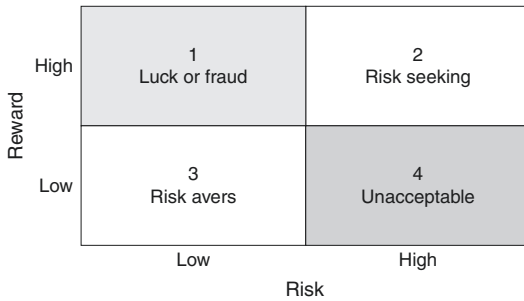 Reward
High
1
Luck or fraud
2
Risk seeking
Low
3
Risk avers
4
Unacceptable
Low
High
Risk